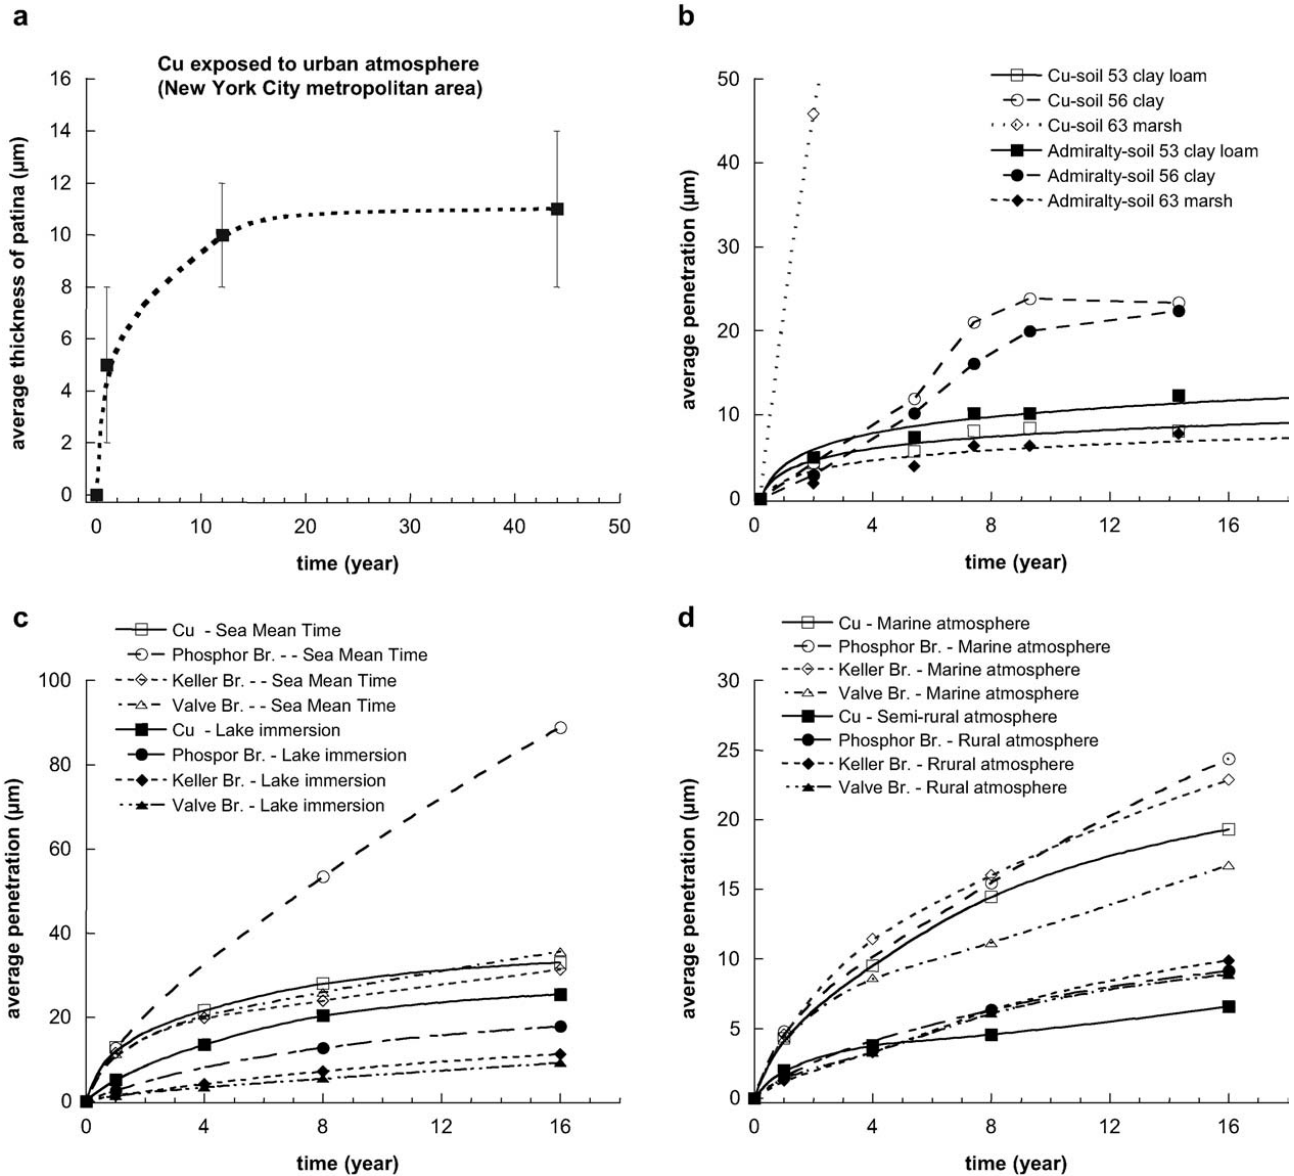 a
Cu exposed to urban atmosphere
(New York City metropolitan area)
average thickness of patina (µm)
16
14
12
10
8
6
4
2
0
0 10 20 30 40 50
time (year)
b
Cu-soil 53 clay loam
Cu-soil 56 clay
Cu-soil 63 marsh
Admiralty-soil 53 clay loam
Admiralty-soil 56 clay
Admiralty-soil 63 marsh
average penetration (µm)
50
40
30
20
10
0
0 4 8 12 16
time (year)
c
Cu - Sea Mean Time
Phosphor Br. - - Sea Mean Time
Keller Br. - - Sea Mean Time
Valve Br. - - Sea Mean Time
Cu - Lake immersion
Phospor Br. - Lake immersion
Keller Br. - Lake immersion
Valve Br. - Lake immersion
average penetration (µm)
100
80
60
40
20
0
0 4 8 12 16
time (year)
d
Cu - Marine atmosphere
Phosphor Br. - Marine atmosphere
Keller Br. - Marine atmosphere
Valve Br. - Marine atmosphere
Cu - Semi-rural atmosphere
Phosphor Br. - Rural atmosphere
Keller Br. - Rrural atmosphere
Valve Br. - Rural atmosphere
average penetration (µm)
30
25
20
15
10
5
0
0 4 8 12 16
time (year)